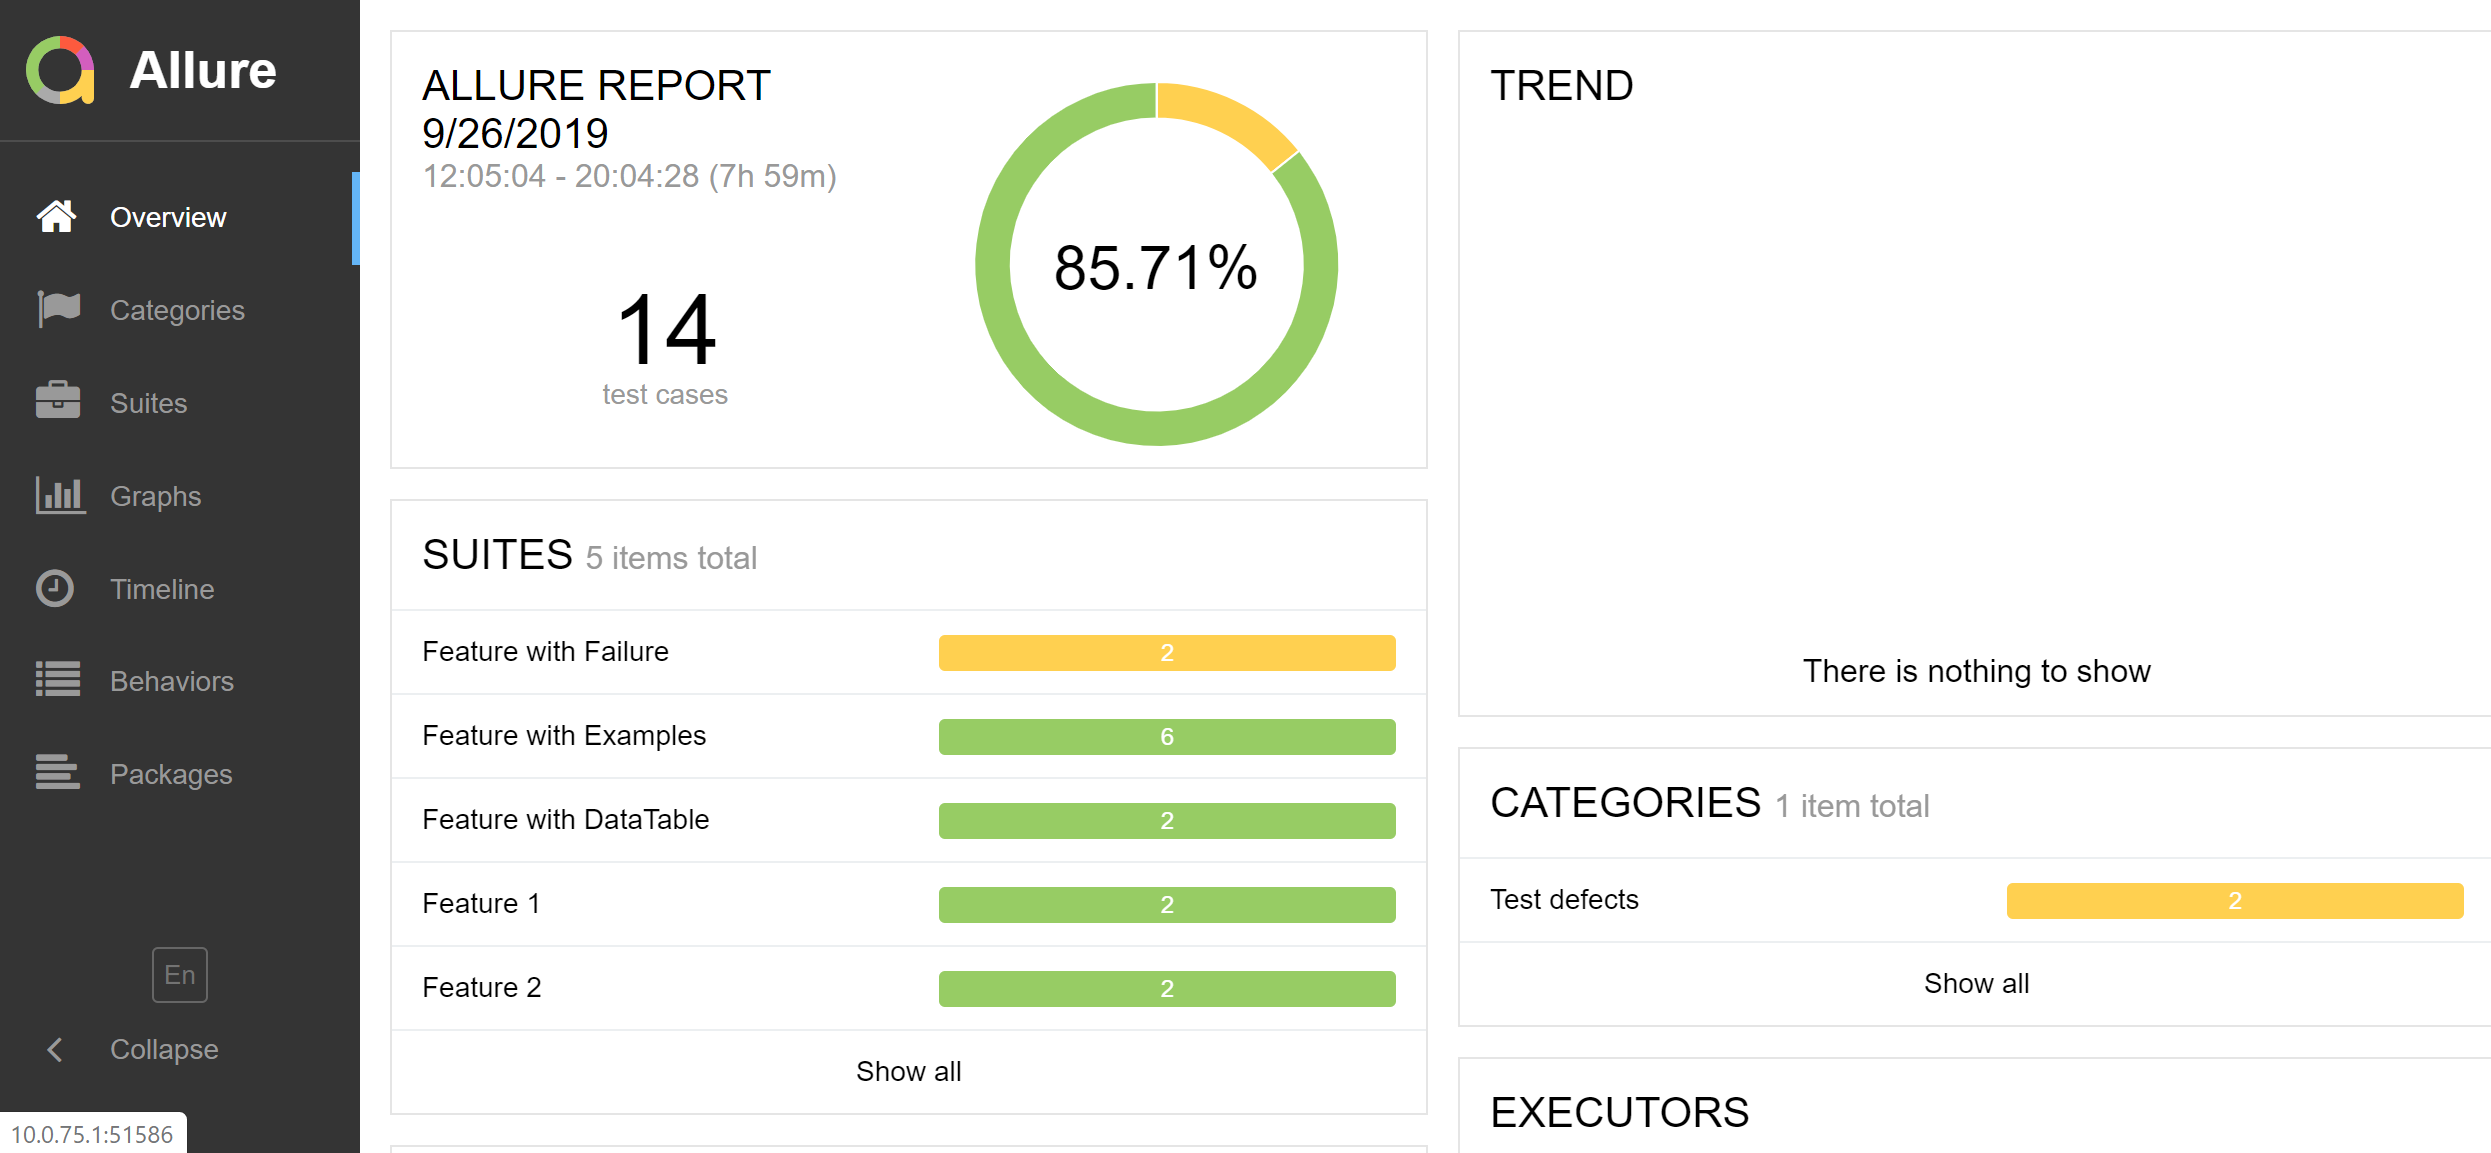 Allure
Overview
Categories
Suites
Graphs
Timeline
Behaviors
Packages
En
Collapse
10.0.75.1:51586
ALLURE REPORT
9/26/2019
12:05:04 - 20:04:28 (7h 59m)
14
test cases
85.71%
SUITES 5 items total
Feature with Failure 2
Feature with Examples 6
Feature with DataTable 2
Feature 1 2
Feature 2 2
Show all
TREND
There is nothing to show
CATEGORIES 1 item total
Test defects 2
Show all
EXECUTORS